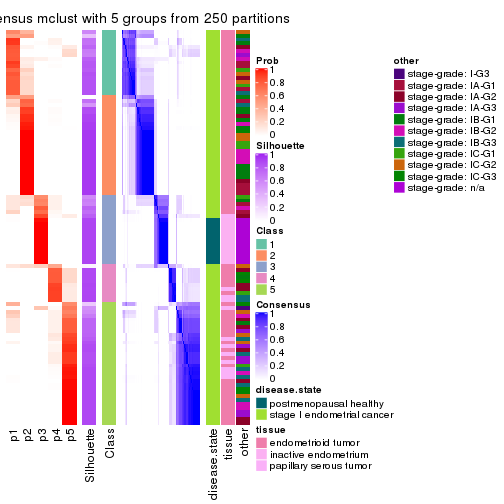 ensus mclust with 5 groups from 250 partitions
Prob
1
0.8
0.6
0.4
0.2
0
Silhouette
1
0.8
0.6
0.4
0.2
0
Class
1
2
3
4
5
Consensus
1
0.8
0.6
0.4
0.2
0
disease.state
postmenopausal healthy
stage I endometrial cancer
tissue
endometrioid tumor
inactive endometrium
papillary serous tumor
other
stage-grade: I-G3
stage-grade: IA-G1
stage-grade: IA-G2
stage-grade: IA-G3
stage-grade: IB-G1
stage-grade: IB-G2
stage-grade: IB-G3
stage-grade: IC-G1
stage-grade: IC-G2
stage-grade: IC-G3
stage-grade: n/a
p1
p2
p3
p4
p5
Silhouette
Class
disease.state
tissue
other